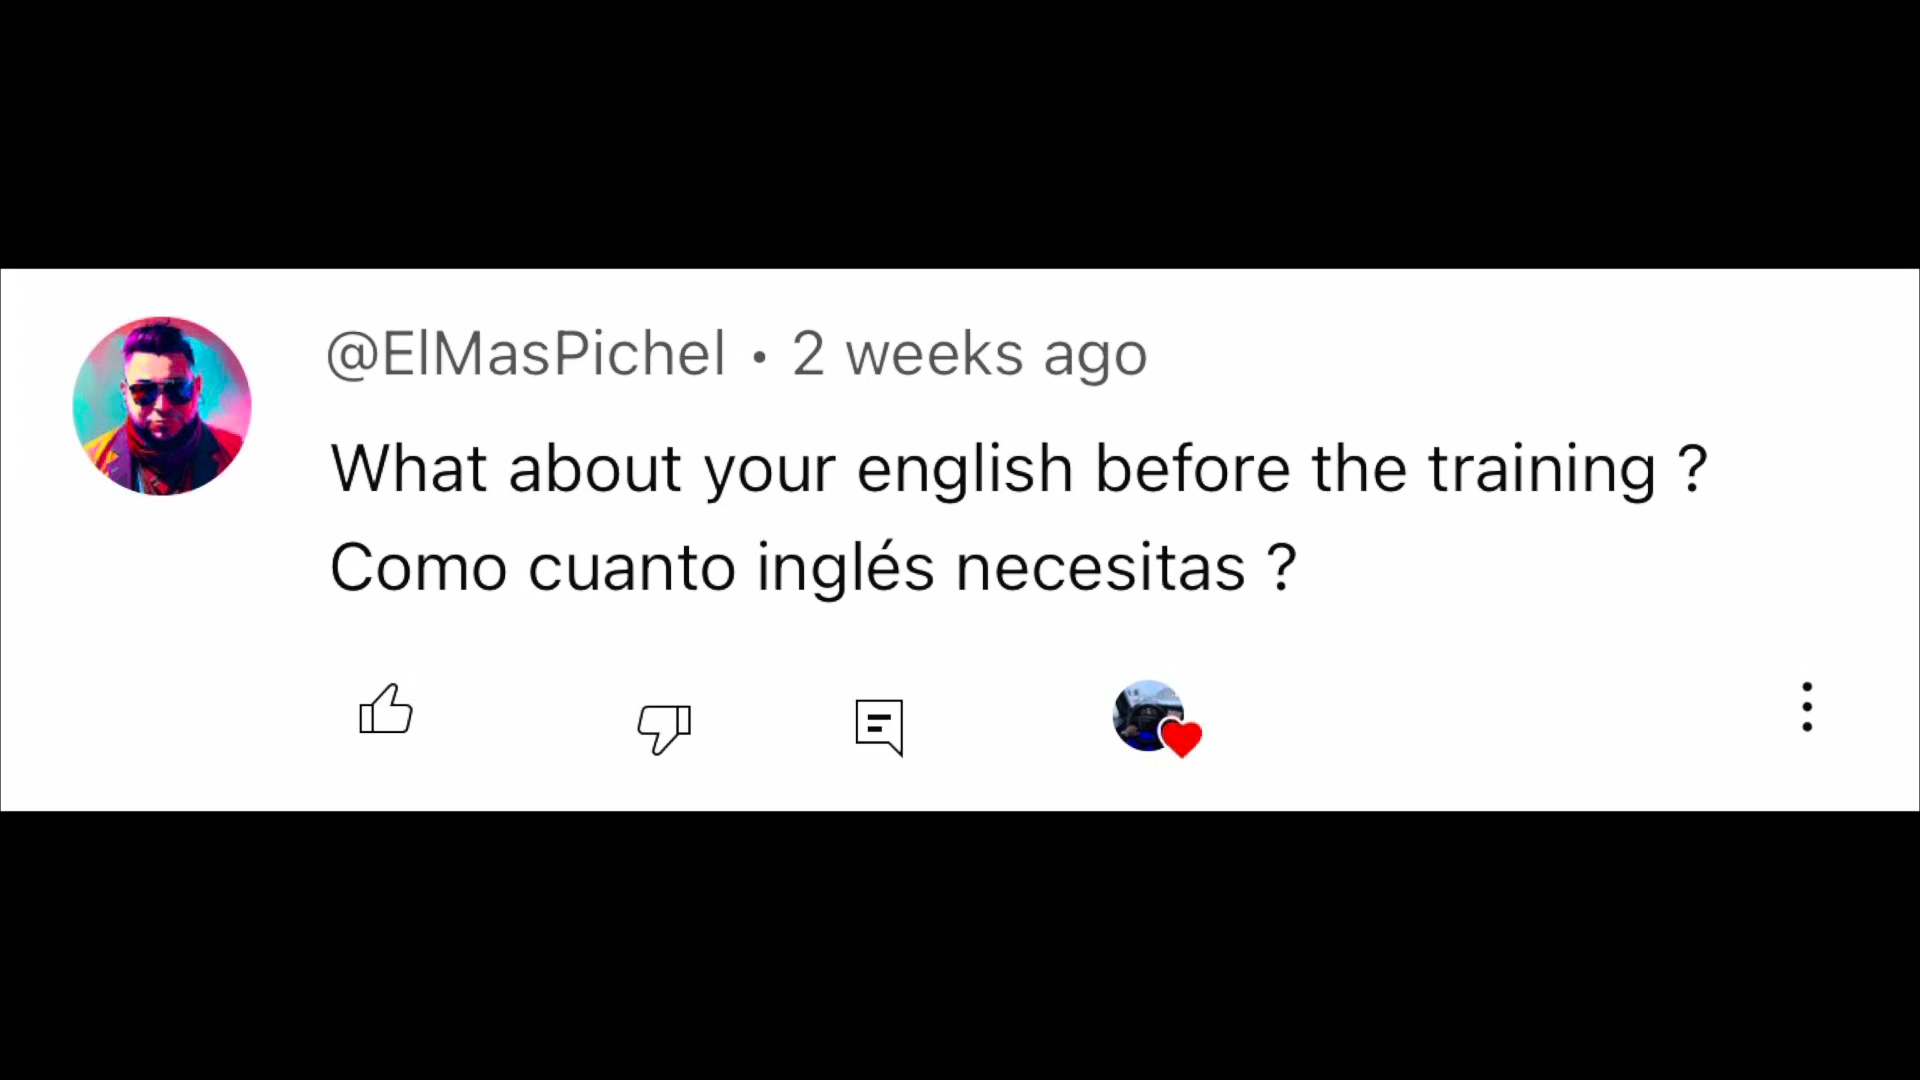 @ElMasPichel • 2 weeks ago
What about your english before the training ?
Como cuanto inglés necesitas ?